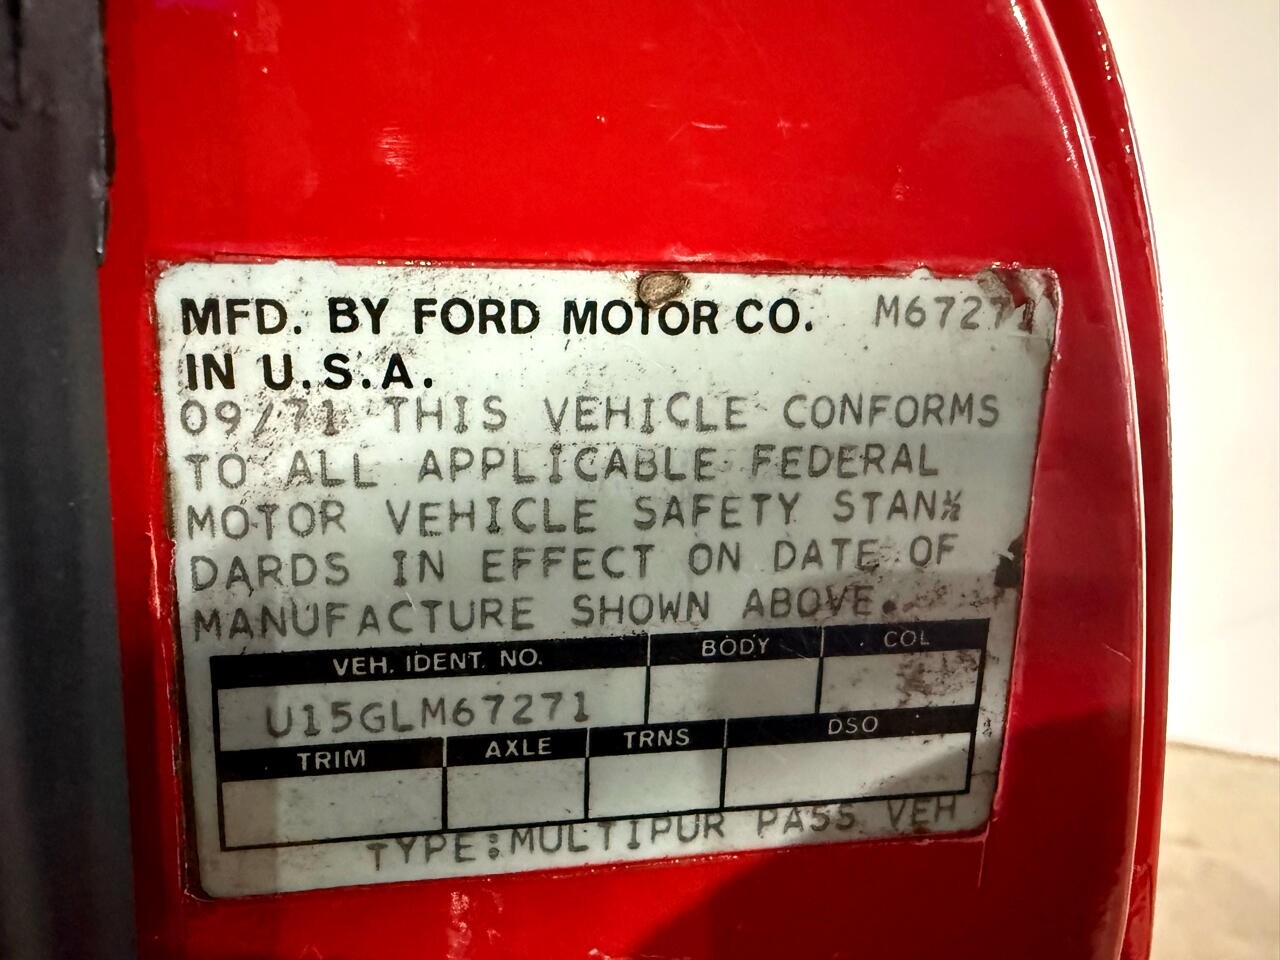 MFD. BY FORD MOTOR CO. M67271
IN U.S.A.
09/71 THIS VEHICLE CONFORMS
TO ALL APPLICABLE FEDERAL
MOTOR VEHICLE SAFETY STAN½
DARDS IN EFFECT ON DATE OF
MANUFACTURE SHOWN ABOVE.
VEH. IDENT. NO. BODY COL
U15GLM67271
TRIM AXLE TRNS DSO
TYPE:MULTIPUR PASS VEH